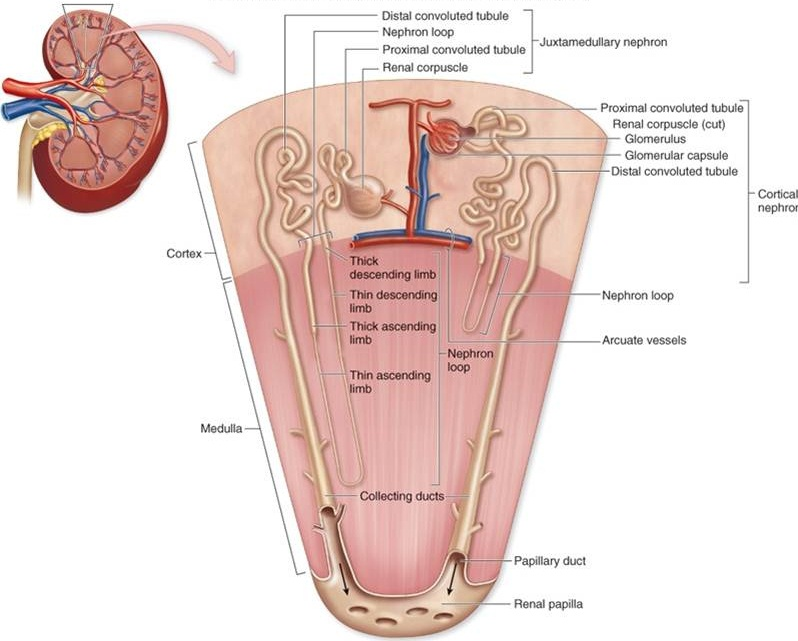 Distal convoluted tubule
Nephron loop
Proximal convoluted tubule
Renal corpuscle
Juxtamedullary nephron
Proximal convoluted tubule
Renal corpuscle (cut)
Glomerulus
Glomerular capsule
Distal convoluted tubule
Cortical
nephron
Cortex
Thick
descending limb
Thin descending
limb
Thick ascending
limb
Thin ascending
limb
Nephron
loop
Nephron loop
Arcuate vessels
Medulla
Collecting ducts
Papillary duct
Renal papilla